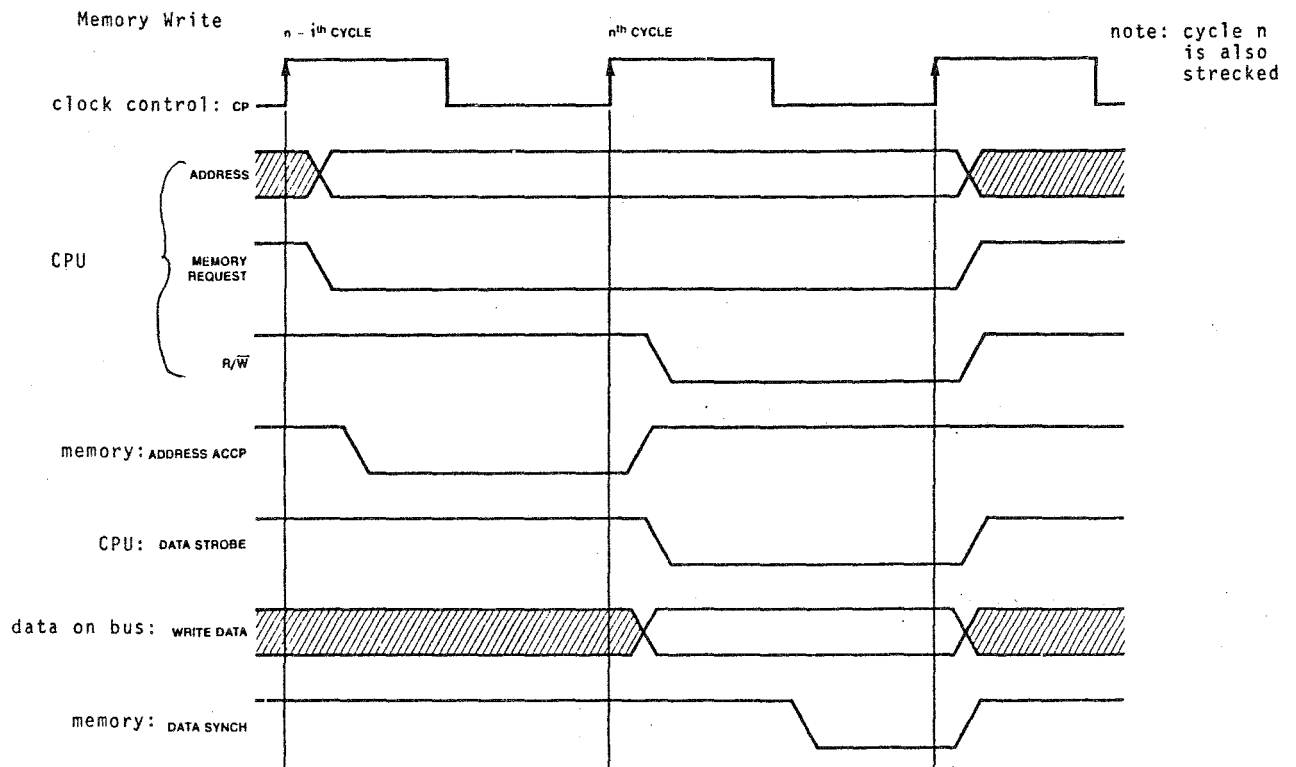 Memory Write
n - i th CYCLE
n th CYCLE
note: cycle n
is also
strecked
clock control: CP
ADDRESS
CPU
MEMORY
REQUEST
R/W̅
memory: ADDRESS ACCP
CPU: DATA STROBE
data on bus: WRITE DATA
memory: DATA SYNCH